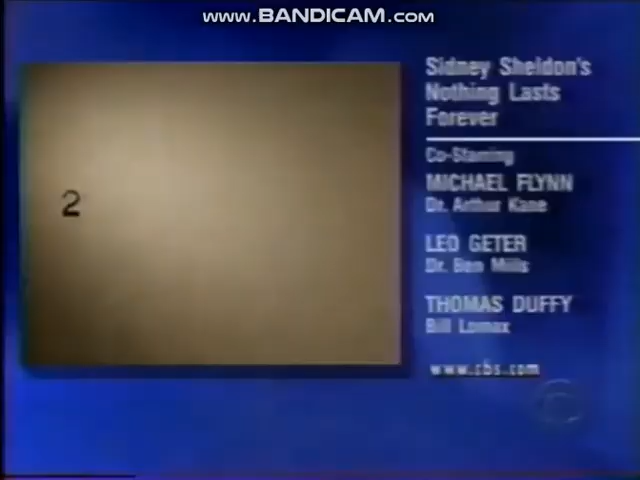 www.BANDICAM.com
Sidney Sheldon's
Nothing Lasts
Forever
Co-Starring
MICHAEL FLYNN
Dr. Arthur Kane
LEO GETER
Dr. Ben Mills
THOMAS DUFFY
Bill Lomax
www.cbs.com
2